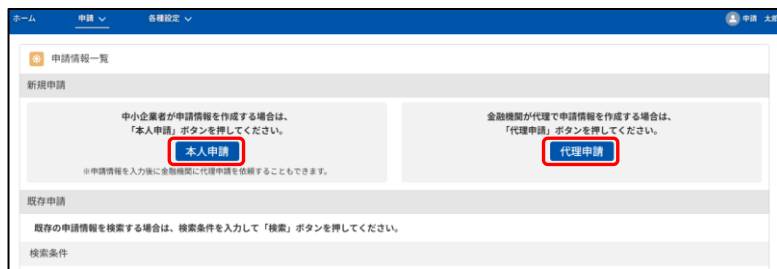 ホーム 申請 各種設定 申請 太郎
申請情報一覧
新規申請
中小企業者が申請情報を作成する場合は、
「本人申請」ボタンを押してください。
本人申請
※申請情報を入力後に金融機関に代理申請を依頼することもできます。
金融機関が代理で申請情報を作成する場合は、
「代理申請」ボタンを押してください。
代理申請
既存申請
既存の申請情報を検索する場合は、検索条件を入力して「検索」ボタンを押してください。
検索条件